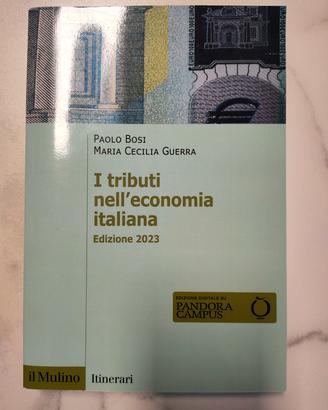 PAOLO BOSI
MARIA CECILIA GUERRA
I tributi
nell'economia
italiana
Edizione 2023
EDIZIONE DIGITALE SU
PANDORA
CAMPUS
il Mulino Itinerari